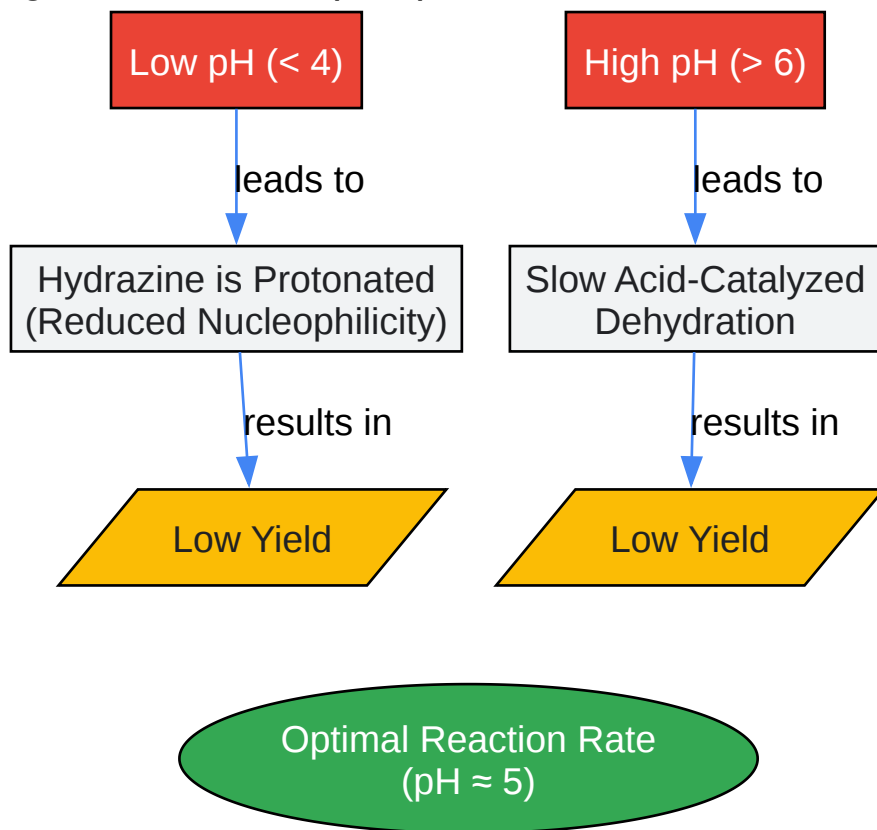 Low pH (< 4)
High pH (> 6)
leads to
leads to
Hydrazine is Protonated
(Reduced Nucleophilicity)
Slow Acid-Catalyzed
Dehydration
results in
results in
Low Yield
Low Yield
Optimal Reaction Rate
(pH ≈ 5)